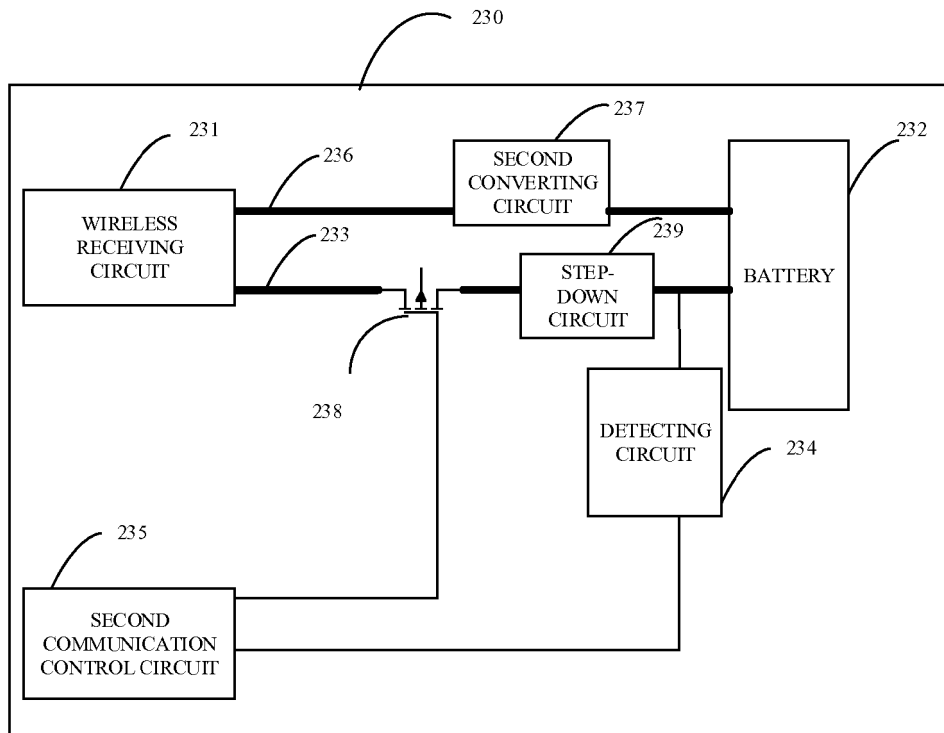 230
231
237
232
236
SECOND
CONVERTING
CIRCUIT
239
WIRELESS
RECEIVING
CIRCUIT
233
STEP-
DOWN
CIRCUIT
BATTERY
238
DETECTING
CIRCUIT
234
235
SECOND
COMMUNICATION
CONTROL CIRCUIT